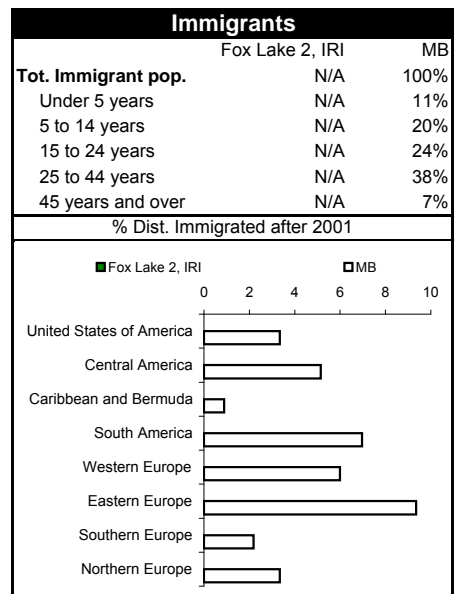 Immigrants
Fox Lake 2, IRI MB
Tot. Immigrant pop. N/A 100%
Under 5 years N/A 11%
5 to 14 years N/A 20%
15 to 24 years N/A 24%
25 to 44 years N/A 38%
45 years and over N/A 7%
% Dist. Immigrated after 2001
Fox Lake 2, IRI MB
0 2 4 6 8 10
United States of America
Central America
Caribbean and Bermuda
South America
Western Europe
Eastern Europe
Southern Europe
Northern Europe